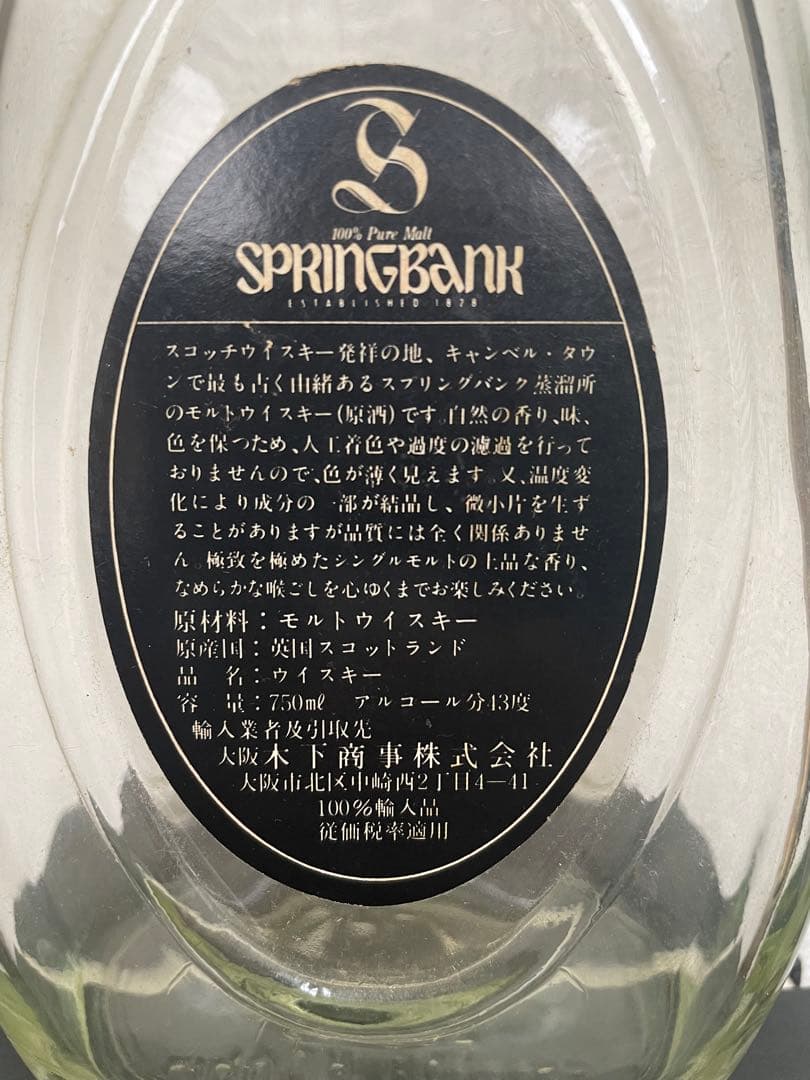 S
100% Pure Malt
SPRINGBANK
ESTABLISHED 1828
スコッチウイスキー発祥の地、キャンベル・タウ
ンで最も古く由緒あるスプリングバンク蒸溜所
のモルトウイスキー(原酒)です。自然の香り、味、
色を保つため、人工着色や過度の濾過を行って
おりませんので、色が薄く見えます。又、温度変
化により成分の一部が結晶し、微小片を生ず
ることがありますが品質には全く関係ありませ
ん。極致を極めたシングルモルトの上品な香り、
なめらかな喉ごしを心ゆくまでお楽しみください。
原材料：モルトウイスキー
原産国：英国スコットランド
品　名：ウイスキー
容　量：750ml　アルコール分43度
輸入業者及引取先
大阪木下商事株式会社
大阪市北区中崎西2丁目4—41
100%輸入品
従価税率適用